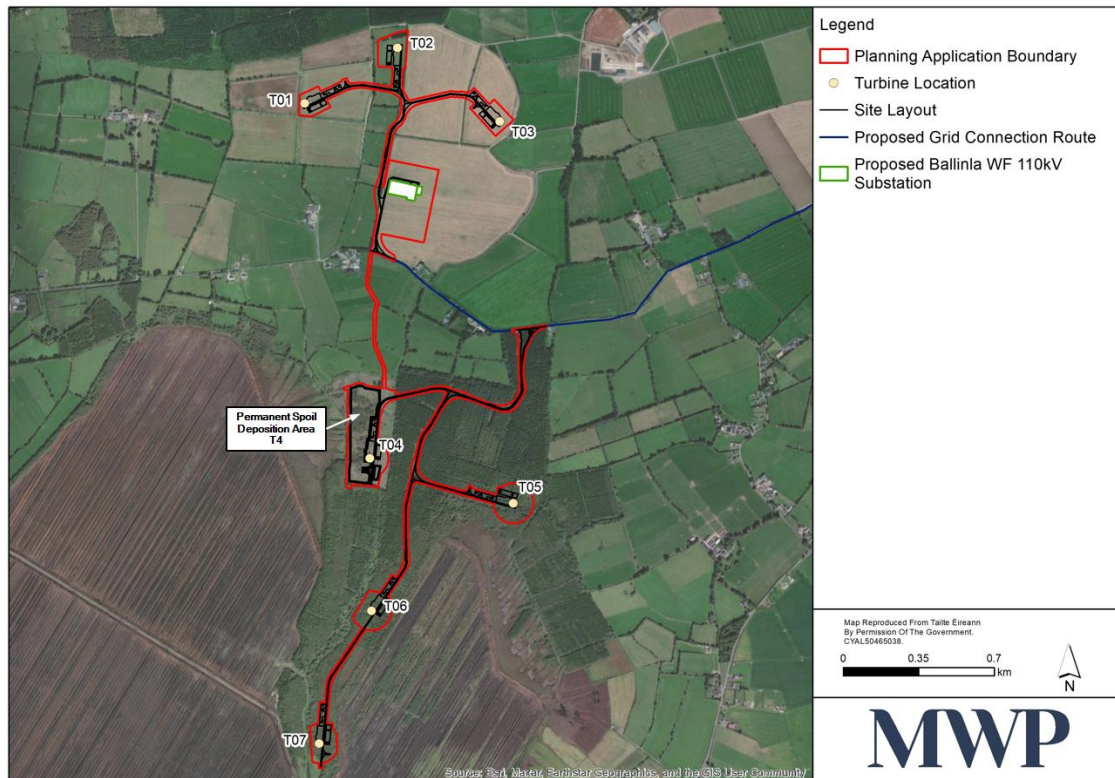 T02
T01
T03
Permanent Spoil
Deposition Area
T4
T04
T05
T06
T07
Source: Esri, Maxar, Earthstar Geographics, and the GIS User Community
Legend
Planning Application Boundary
Turbine Location
Site Layout
Proposed Grid Connection Route
Proposed Ballinla WF 110kV
Substation
Map Reproduced From Tailte Éireann
By Permission Of The Government.
CYAL50465038.
0 0.35 0.7
km
N
MWP